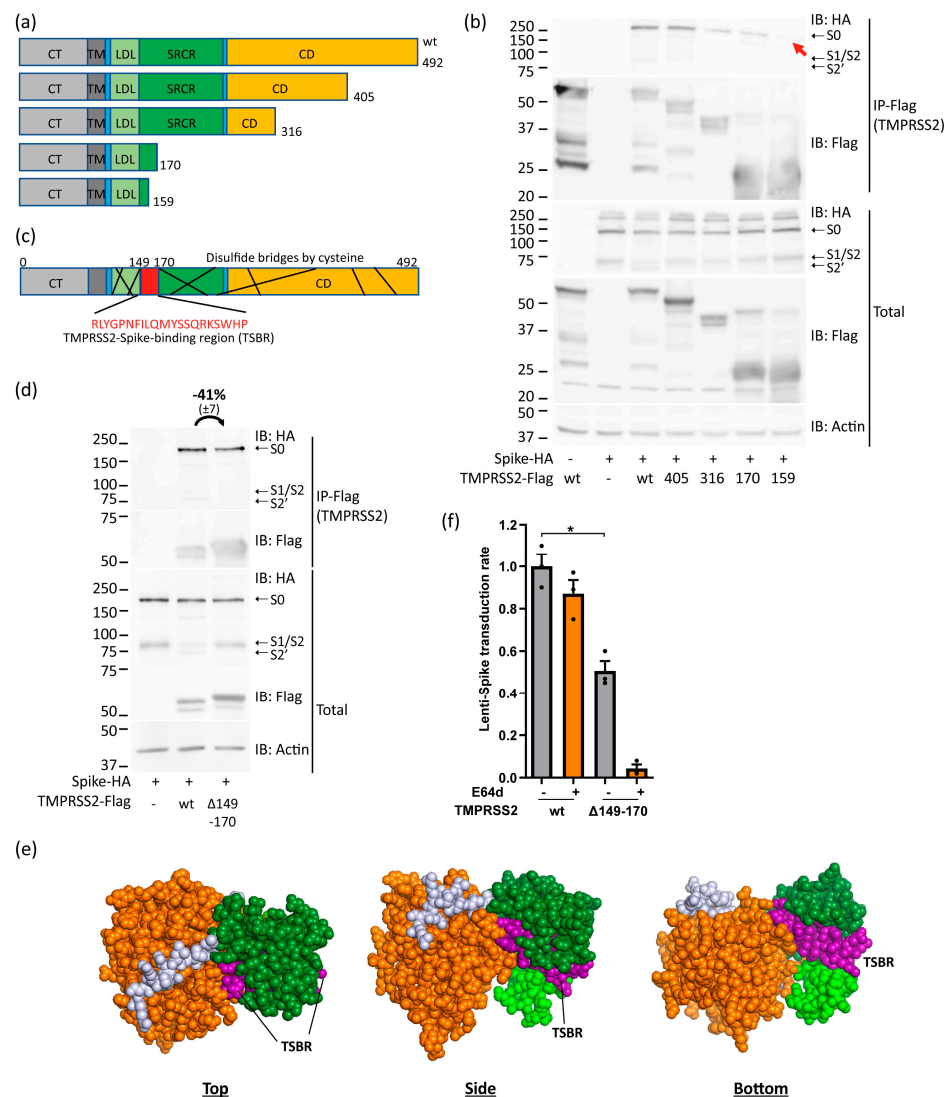 (a)
CT TM LDL SRCR CD wt
492
CT TM LDL SRCR CD
405
CT TM LDL SRCR CD
316
CT TM LDL
170
CT TM LDL
159
(b)
250
150
100
75
IB: HA
←S0
←S1/S2
←S2'
50
37
25
20
IB: Flag
IP-Flag
(TMPRSS2)
250
150
100
75
IB: HA
←S0
←S1/S2
←S2'
50
37
25
20
IB: Flag
Total
50
37
IB: Actin
Spike-HA - + + + + + +
TMPRSS2-Flag wt - wt 405 316 170 159
(c)
0 149 170 Disulfide bridges by cysteine 492
CT CD
RLYGPNFILQMYSSQRKSWHP
TMPRSS2-Spike-binding region (TSBR)
(d)
-41%
(±7)
250
150
100
75
IB: HA
←S0
←S1/S2
←S2'
50
IB: Flag
IP-Flag
(TMPRSS2)
250
150
100
75
IB: HA
←S0
←S1/S2
←S2'
50
IB: Flag
Total
50
37
IB: Actin
Spike-HA + + +
TMPRSS2-Flag - wt Δ149
-170
(f)
Lenti-Spike transduction rate
1.2
1.0
0.8
0.6
0.4
0.2
0.0
*
E64d - + - +
TMPRSS2 wt Δ149-170
(e)
TSBR
TSBR
TSBR
Top Side Bottom